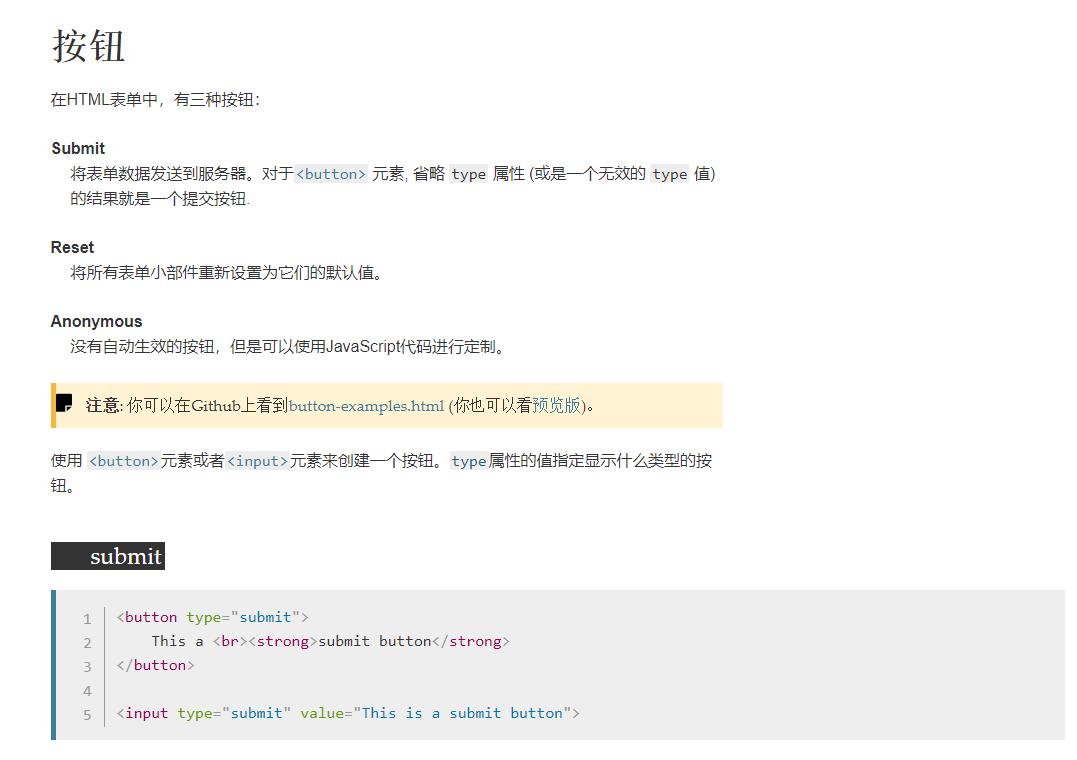 按钮
在HTML表单中，有三种按钮：
Submit
将表单数据发送到服务器。对于<button> 元素, 省略 type 属性 (或是一个无效的 type 值)
的结果就是一个提交按钮.
Reset
将所有表单小部件重新设置为它们的默认值。
Anonymous
没有自动生效的按钮，但是可以使用JavaScript代码进行定制。
注意: 你可以在Github上看到button-examples.html (你也可以看预览版)。
使用 <button>元素或者<input>元素来创建一个按钮。type属性的值指定显示什么类型的按
钮。
submit
1 <button type="submit">
2     This a <br><strong>submit button</strong>
3 </button>
4
5 <input type="submit" value="This is a submit button">